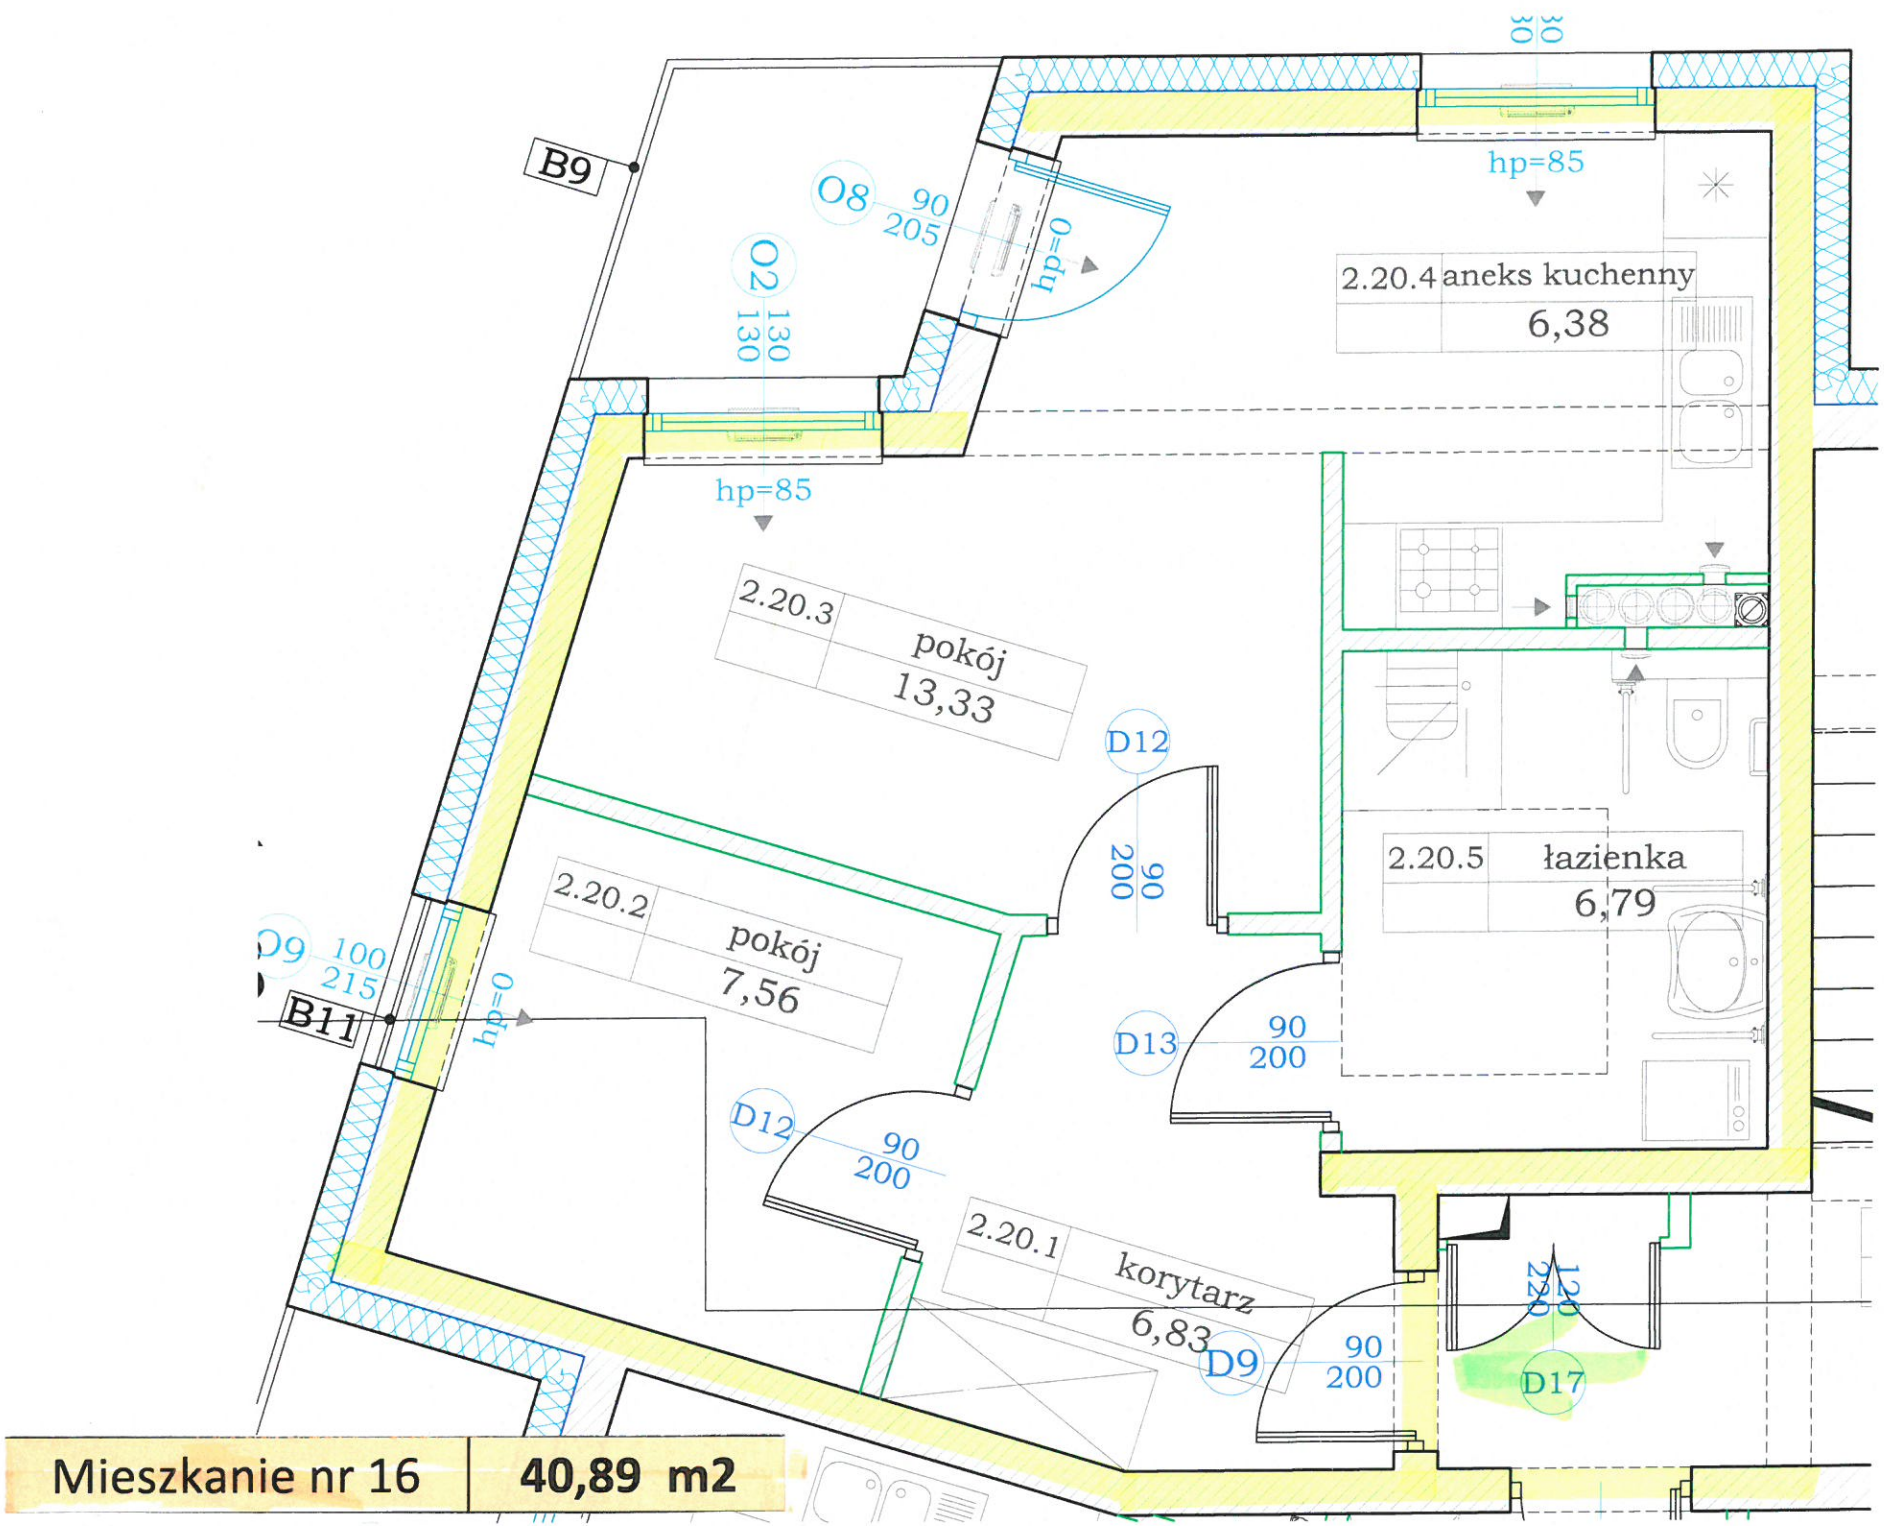 30
30
B9
O8
90
205
hp=0
O2
130
130
hp=85
hp=85
2.20.4 aneks kuchenny
6,38
2.20.3 pokój
13,33
D12
90
200
2.20.5 łazienka
6,79
2.20.2 pokój
7,56
O9
100
215
hp=0
B11
D13
90
200
D12
90
200
2.20.1 korytarz
6,83
D9
90
200
120
220
D17
Mieszkanie nr 16 40,89 m2